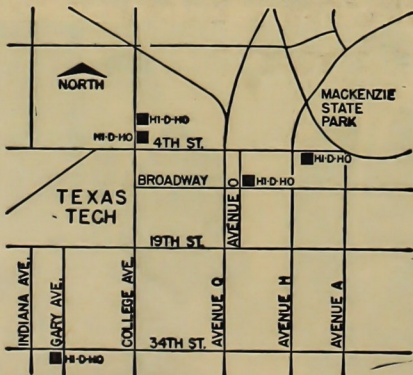 NORTH
MACKENZIE
STATE
PARK
HI-D-HO
HI-D-HO
4TH ST.
HI-D-HO
BROADWAY
HI-D-HO
TEXAS
TECH
AVENUE O
19TH ST.
INDIANA AVE.
GARY AVE.
COLLEGE AVE.
AVENUE Q
AVENUE H
AVENUE A
34TH ST.
HI-D-HO